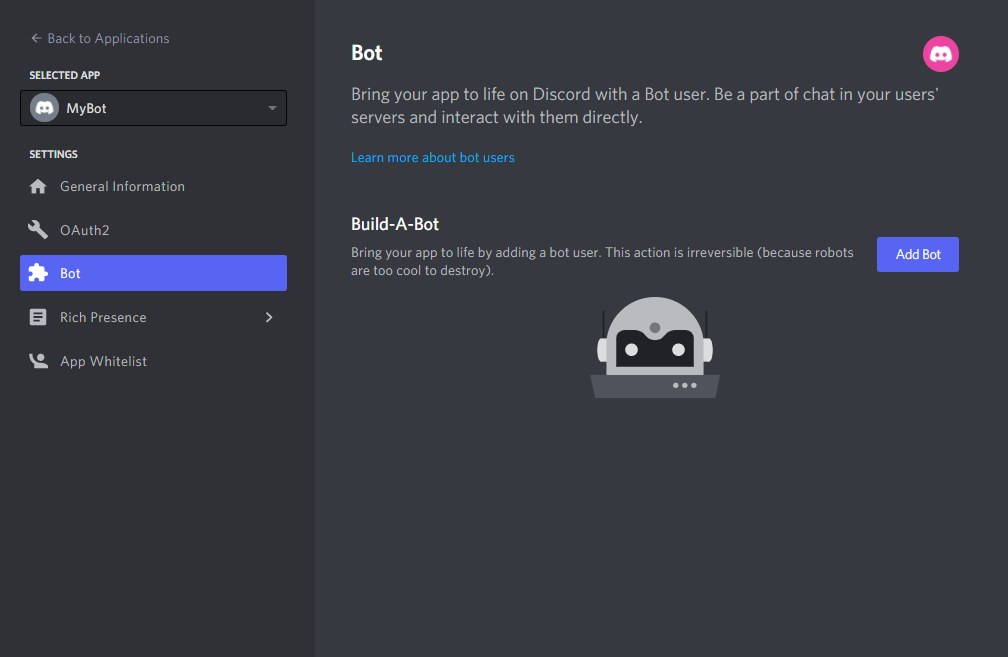 ← Back to Applications
SELECTED APP
MyBot
SETTINGS
General Information
OAuth2
Bot
Rich Presence
App Whitelist
Bot
Bring your app to life on Discord with a Bot user. Be a part of chat in your users'
servers and interact with them directly.
Learn more about bot users
Build-A-Bot
Bring your app to life by adding a bot user. This action is irreversible (because robots
are too cool to destroy).
Add Bot